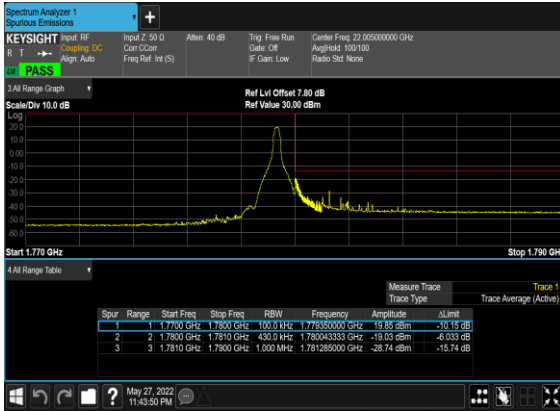 Spectrum Analyzer 1
Spurious Emissions
+
KEYSIGHT
R T
LXI PASS
Input: RF
Coupling: DC
Align: Auto
Input Z: 50 Ω
Corr CCorr
Freq Ref: Int (S)
Atten: 40 dB
Trig: Free Run
Gate: Off
IF Gain: Low
Center Freq: 22.005000000 GHz
Avg|Hold: 100/100
Radio Std: None
3 All Range Graph
Scale/Div 10.0 dB
Ref Lvl Offset 7.80 dB
Ref Value 30.00 dBm
Log
20.0
10.0
0.00
-10.0
-20.0
-30.0
-40.0
-50.0
-60.0
Start 1.770 GHz
Stop 1.790 GH
4 All Range Table
Measure Trace Trace 1
Trace Type Trace Average (Active)
Spur Range Start Freq Stop Freq RBW Frequency Amplitude ΔLimit
1 1 1.7700 GHz 1.7800 GHz 100.0 kHz 1.779350000 GHz 19.85 dBm -10.15 dB
2 2 1.7800 GHz 1.7810 GHz 430.0 kHz 1.780043333 GHz -19.03 dBm -6.033 dB
3 3 1.7810 GHz 1.7900 GHz 1.000 MHz 1.781285000 GHz -28.74 dBm -15.74 dB
?
May 27, 2022
11:43:50 PM